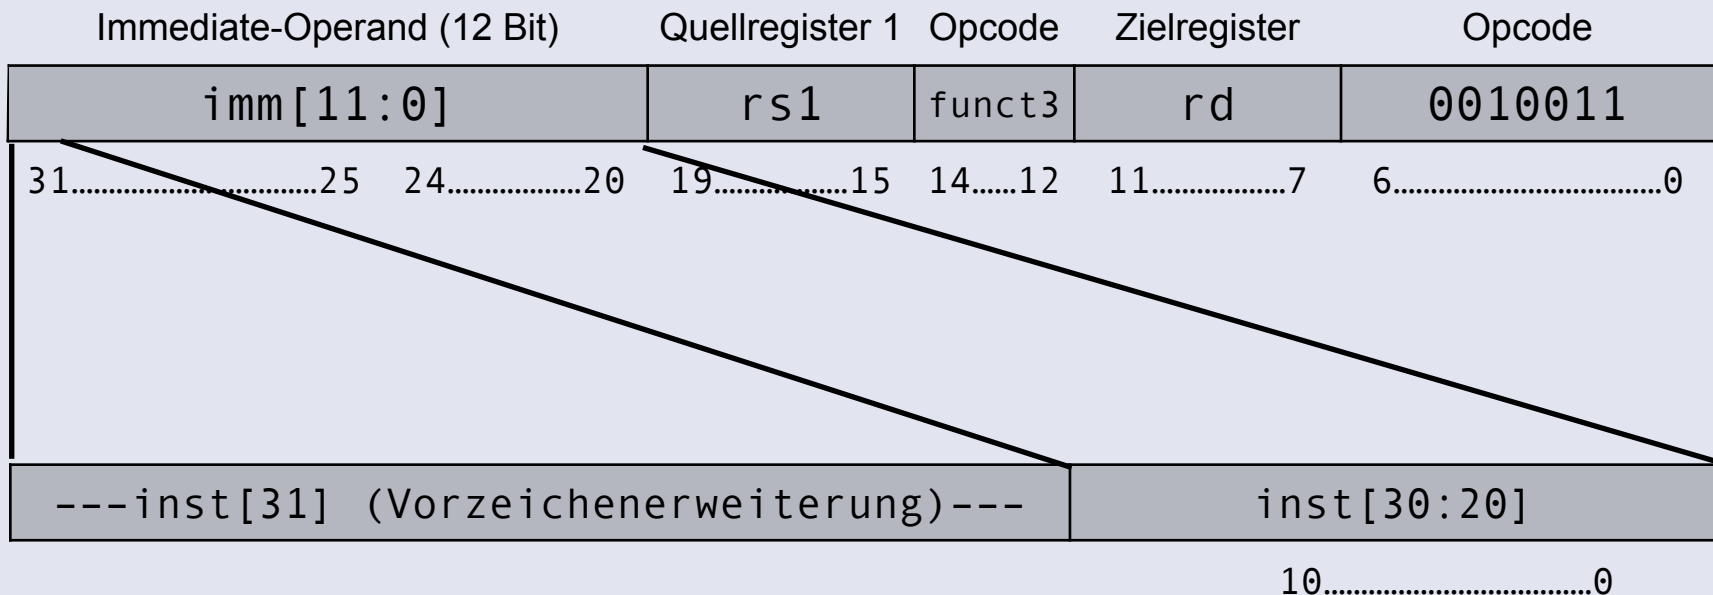 Immediate-Operand (12 Bit) Quellregister 1 Opcode Zielregister Opcode
imm[11:0] rs1 funct3 rd 0010011
31.................................25 24..................20 19..................15 14......12 11..................7 6....................................0
---inst[31] (Vorzeichenerweiterung)--- inst[30:20]
10....................................0